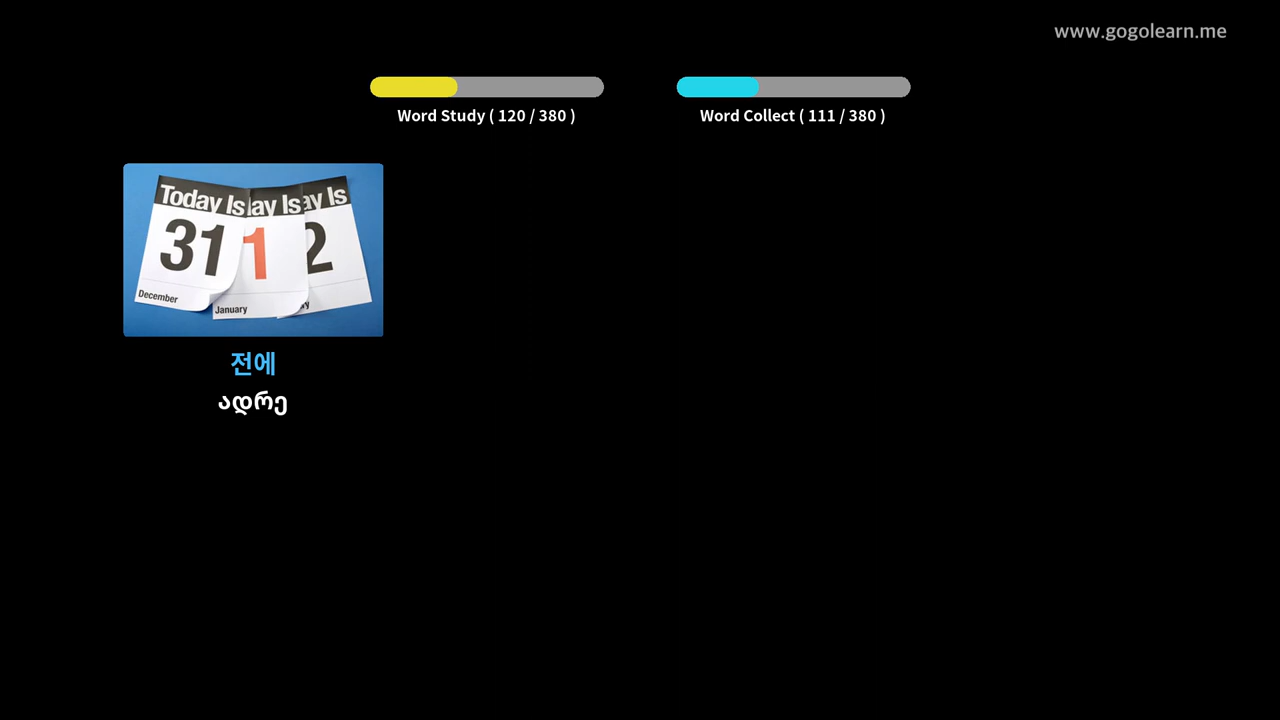 www.gogolearn.me
Word Study ( 120 / 380 )
Word Collect ( 111 / 380 )
Today Is
ay Is
ay Is
31
1
2
December
January
전에
ადრე